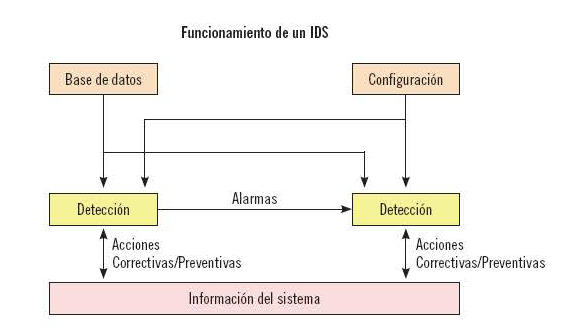 Funcionamiento de un IDS
Base de datos
Configuración
Detección
Alarmas
Detección
Acciones
Correctivas/Preventivas
Acciones
Correctivas/Preventivas
Información del sistema